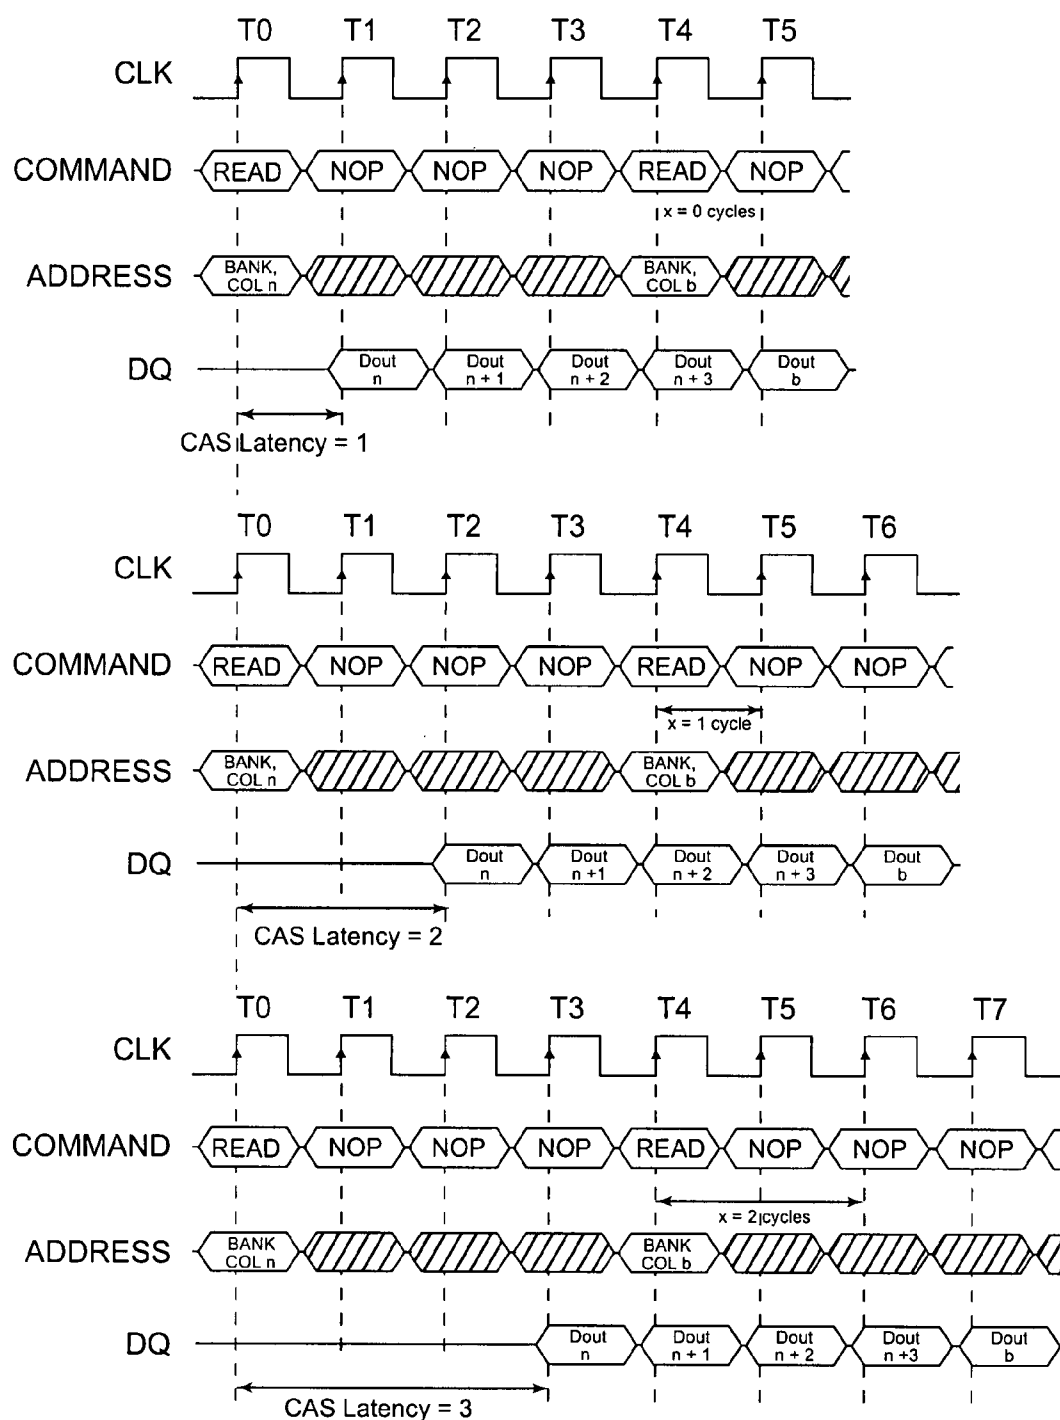 T0 T1 T2 T3 T4 T5
CLK
COMMAND READ NOP NOP NOP READ NOP
x = 0 cycles
ADDRESS BANK, COL n BANK, COL b
DQ Dout n Dout n + 1 Dout n + 2 Dout n + 3 Dout b
CAS Latency = 1
T0 T1 T2 T3 T4 T5 T6
CLK
COMMAND READ NOP NOP NOP READ NOP NOP
x = 1 cycle
ADDRESS BANK, COL n BANK, COL b
DQ Dout n Dout n +1 Dout n + 2 Dout n + 3 Dout b
CAS Latency = 2
T0 T1 T2 T3 T4 T5 T6 T7
CLK
COMMAND READ NOP NOP NOP READ NOP NOP NOP
x = 2 cycles
ADDRESS BANK COL n BANK COL b
DQ Dout n Dout n + 1 Dout n + 2 Dout n +3 Dout b
CAS Latency = 3